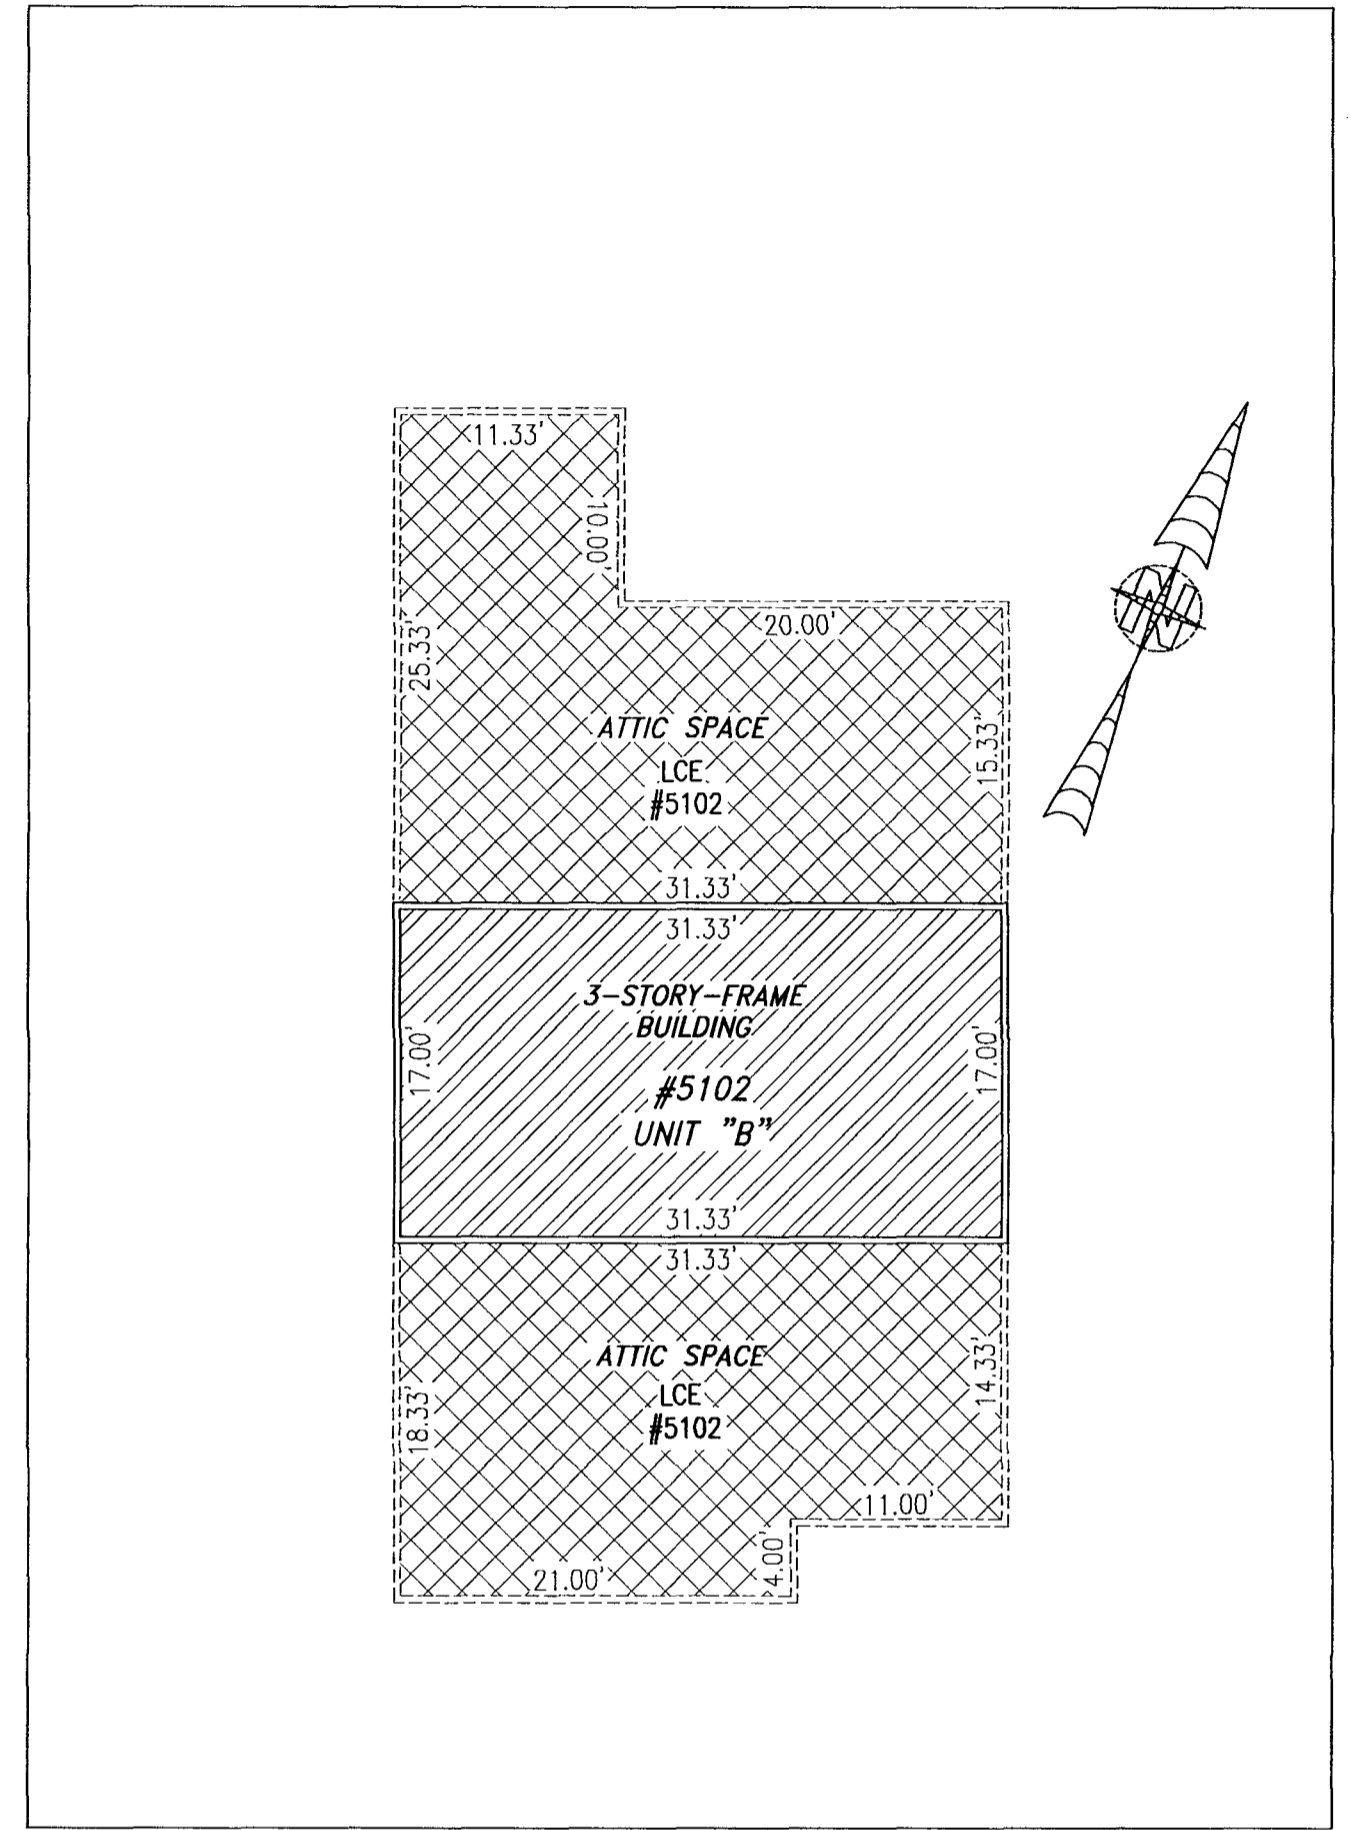 11.33'
10.00'
25.33'
20.00'
ATTIC SPACE
15.33'
LCE
#5102
31.33'
31.33'
3-STORY-FRAME
BUILDING
17.00'
17.00'
#5102
UNIT "B"
31.33'
31.33'
ATTIC SPACE
14.33'
LCE
18.33'
#5102
11.00'
4.00'
21.00'
N